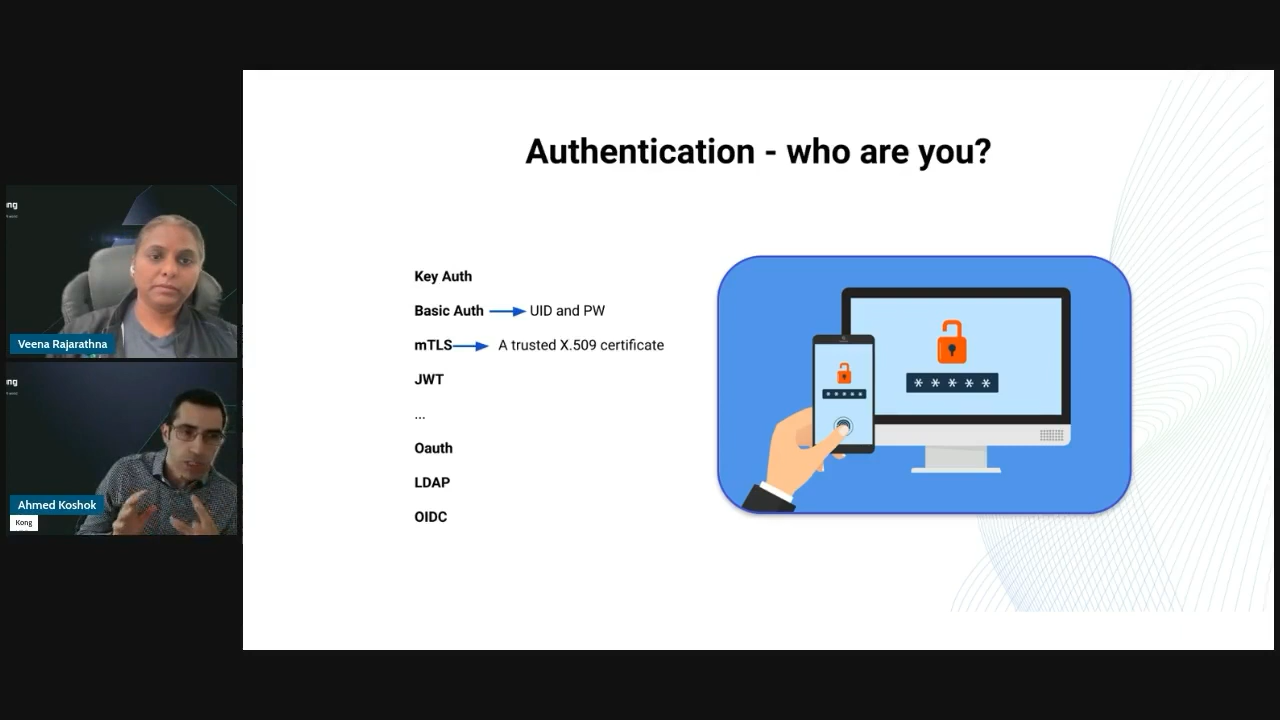 Authentication - who are you?
Key Auth
Basic Auth UID and PW
mTLS A trusted X.509 certificate
JWT
...
Oauth
LDAP
OIDC
* * * * *
Veena Rajarathna
Ahmed Koshok
Kong